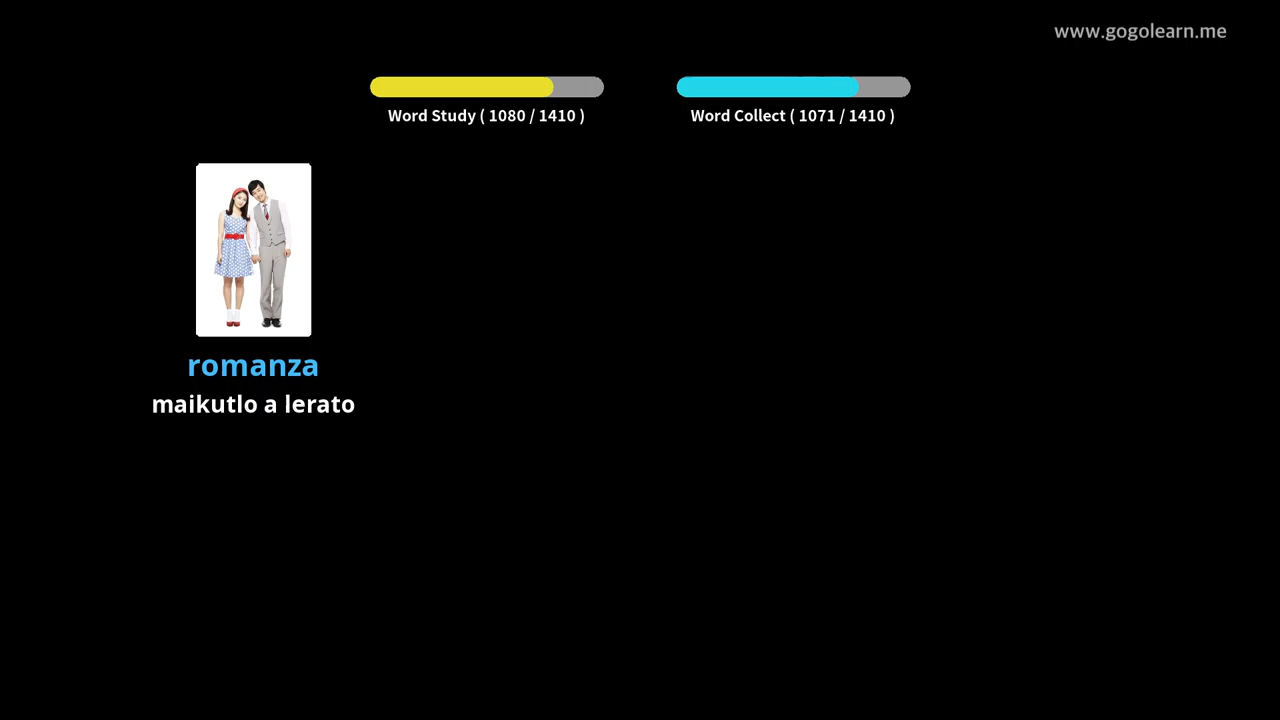 www.gogolearn.me
Word Study ( 1080 / 1410 )
Word Collect ( 1071 / 1410 )
romanza
maikutlo a lerato